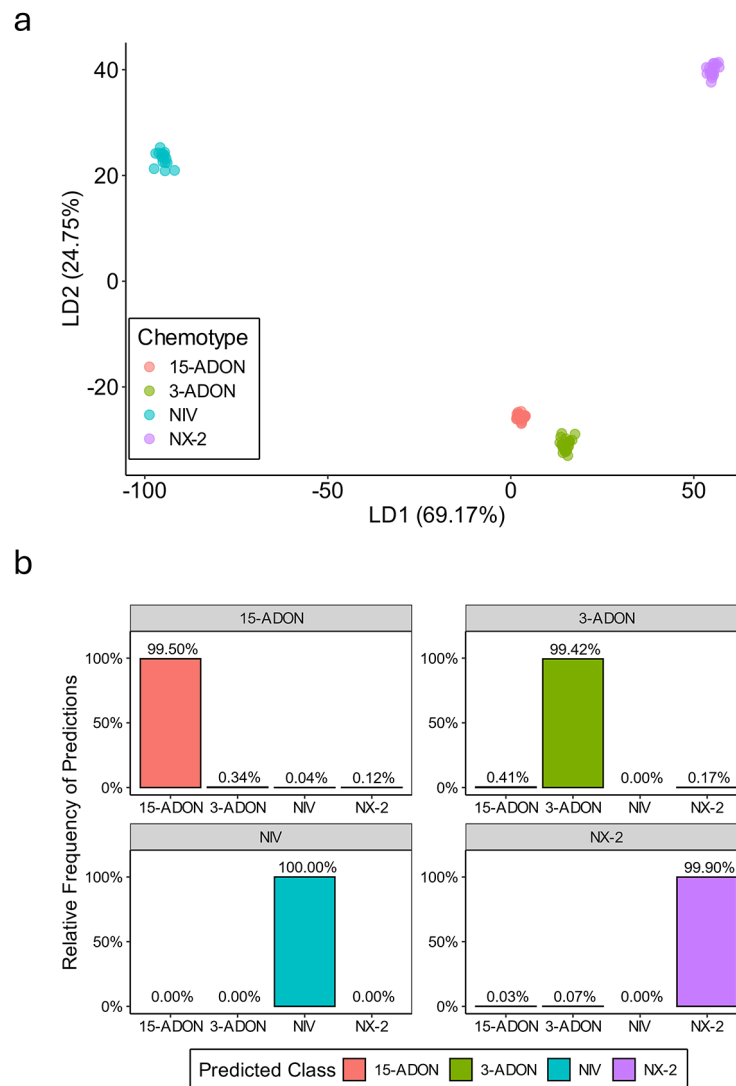 a
LD2 (24.75%)
40
20
0
-20
Chemotype
15-ADON
3-ADON
NIV
NX-2
-100 -50 0 50
LD1 (69.17%)
b
Relative Frequency of Predictions
15-ADON
100%
50%
0%
99.50%
0.34% 0.04% 0.12%
15-ADON 3-ADON NIV NX-2
3-ADON
100%
50%
0%
99.42%
0.41% 0.00% 0.17%
15-ADON 3-ADON NIV NX-2
NIV
100%
50%
0%
100.00%
0.00% 0.00% 0.00%
15-ADON 3-ADON NIV NX-2
NX-2
100%
50%
0%
99.90%
0.03% 0.07% 0.00%
15-ADON 3-ADON NIV NX-2
Predicted Class 15-ADON 3-ADON NIV NX-2